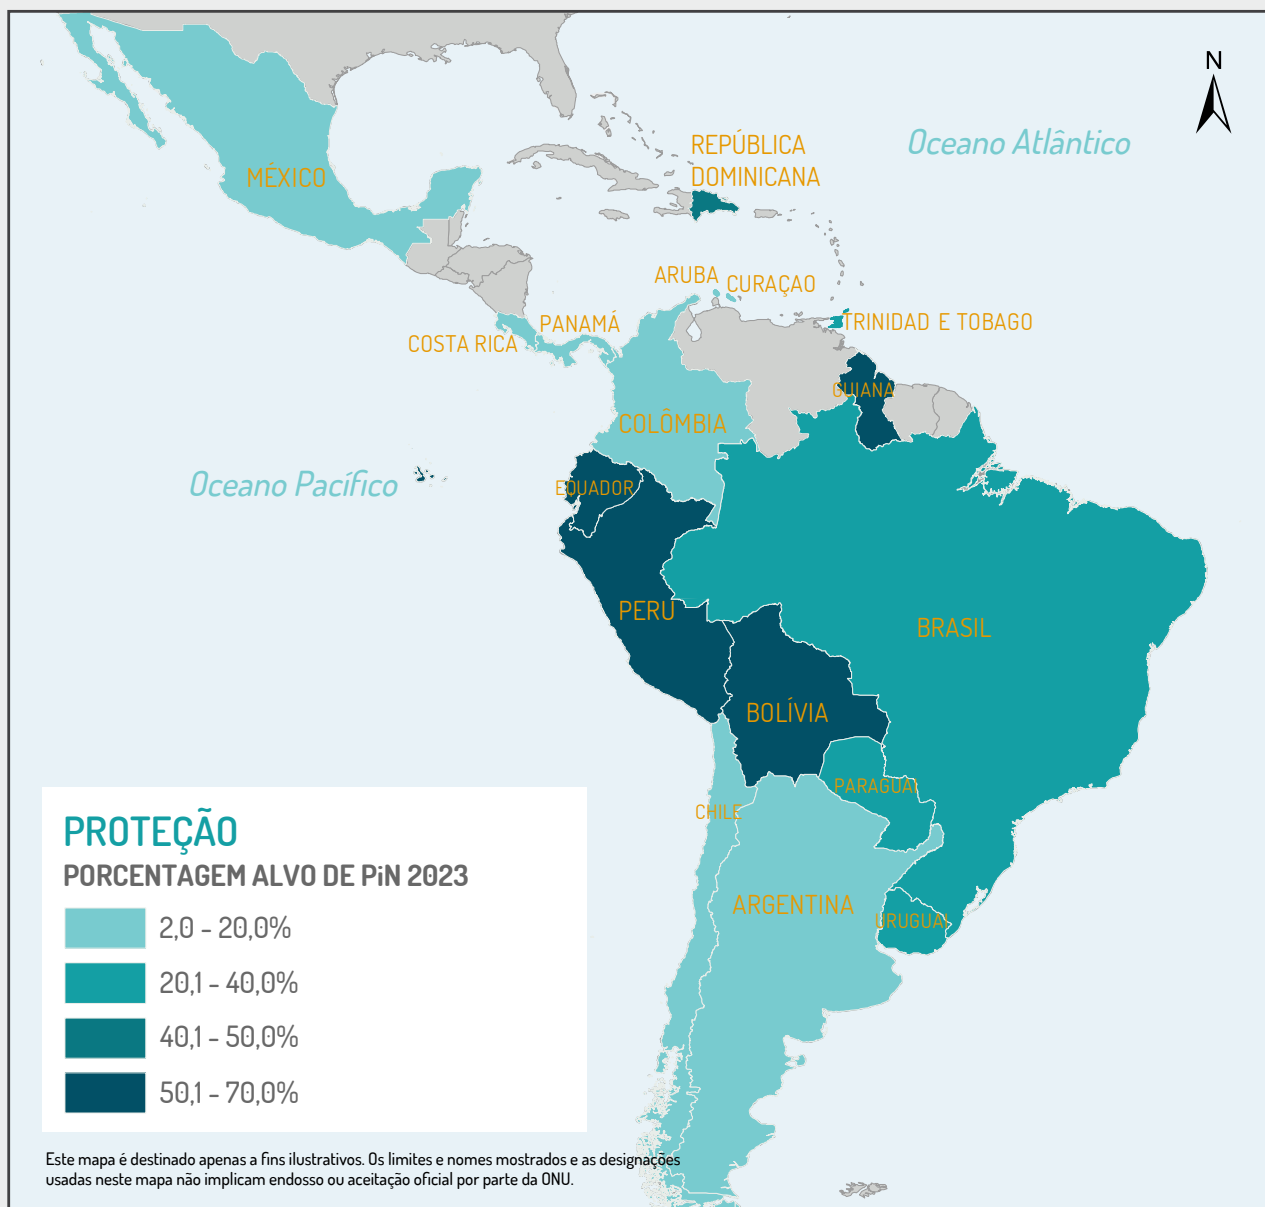 N
Oceano Atlântico
REPÚBLICA
DOMINICANA
MÉXICO
ARUBA
CURAÇAO
TRINIDAD E TOBAGO
PANAMÁ
COSTA RICA
GUIANA
COLÔMBIA
Oceano Pacífico
EQUADOR
PERU
BRASIL
BOLÍVIA
PARAGUAI
CHILE
ARGENTINA
URUGUAI
PROTEÇÃO
PORCENTAGEM ALVO DE PiN 2023
2,0 - 20,0%
20,1 - 40,0%
40,1 - 50,0%
50,1 - 70,0%
Este mapa é destinado apenas a fins ilustrativos. Os limites e nomes mostrados e as designações
usadas neste mapa não implicam endosso ou aceitação oficial por parte da ONU.